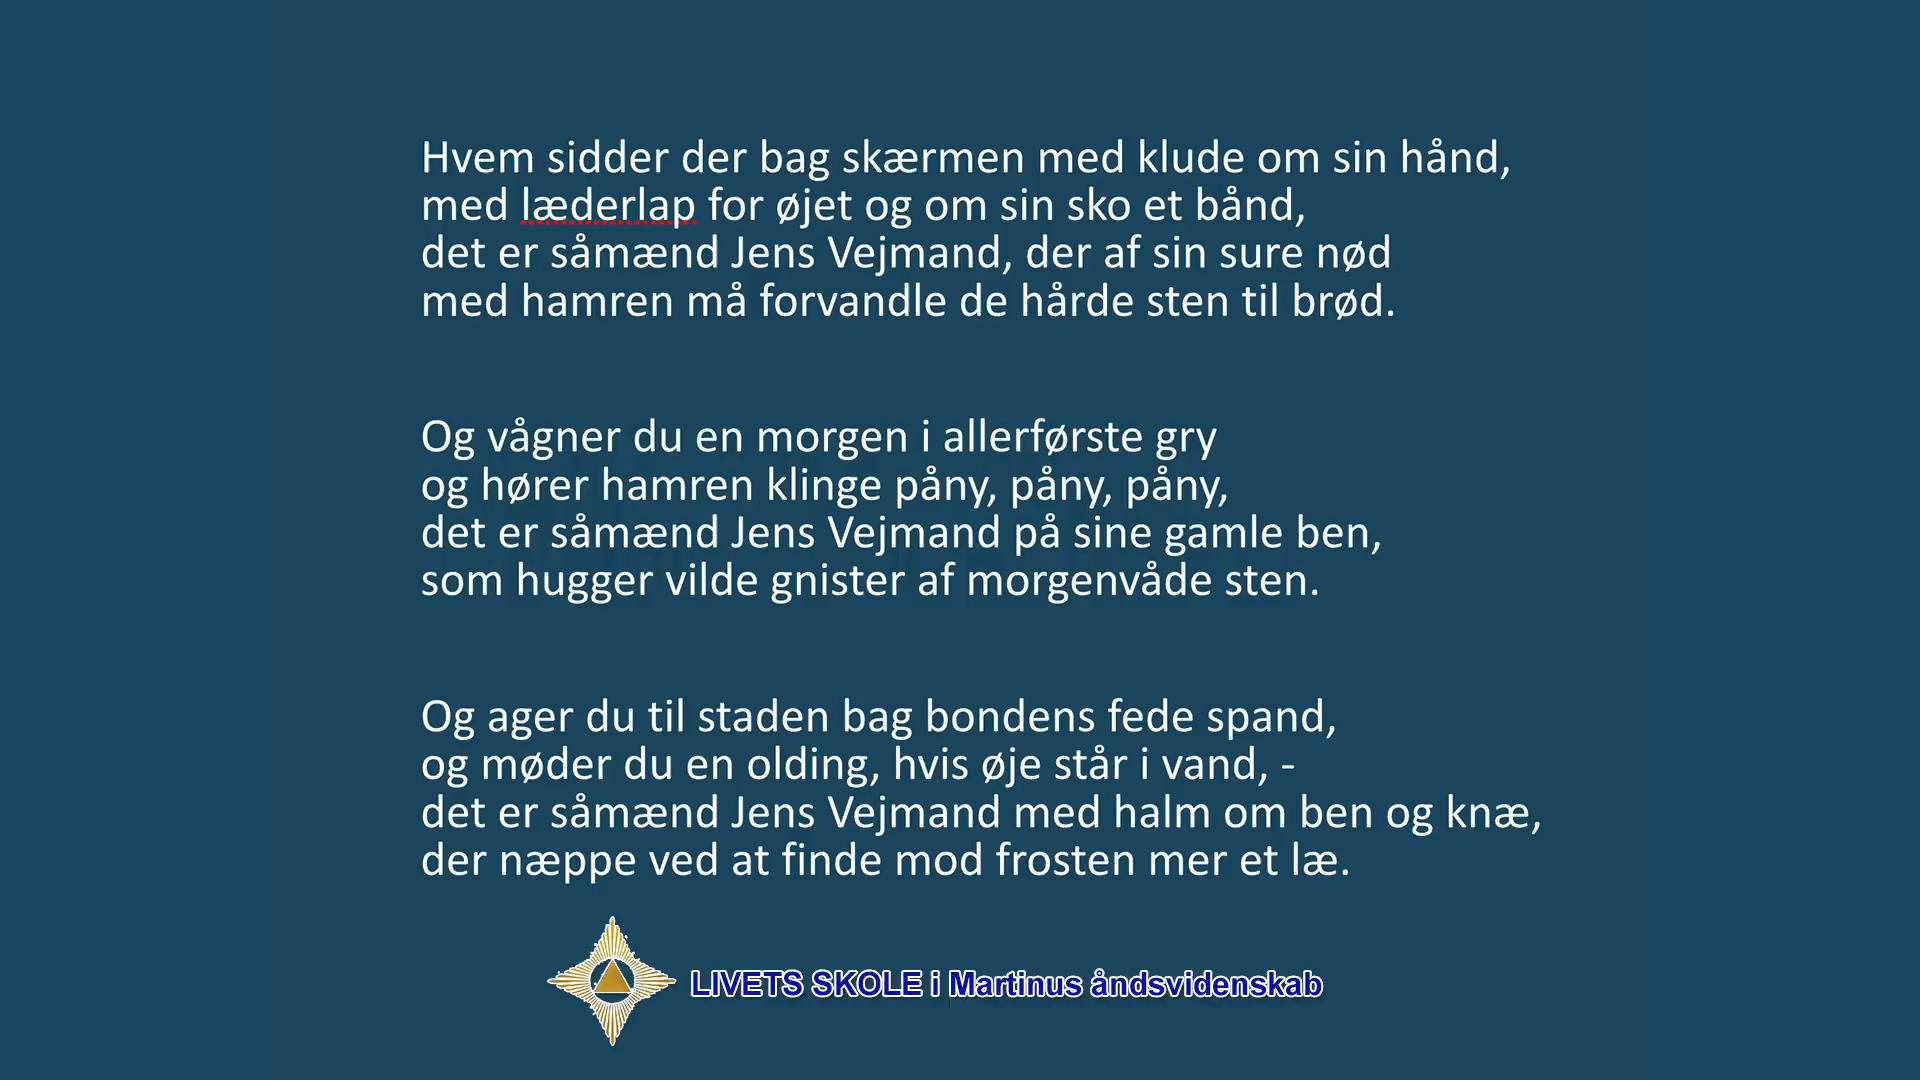 Hvem sidder der bag skærmen med klude om sin hånd,
med læderlap for øjet og om sin sko et bånd,
det er såmænd Jens Vejmand, der af sin sure nød
med hamren må forvandle de hårde sten til brød.
Og vågner du en morgen i allerførste gry
og hører hamren klinge påny, påny, påny,
det er såmænd Jens Vejmand på sine gamle ben,
som hugger vilde gnister af morgenvåde sten.
Og ager du til staden bag bondens fede spand,
og møder du en olding, hvis øje står i vand, -
det er såmænd Jens Vejmand med halm om ben og knæ,
der næppe ved at finde mod frosten mer et læ.
LIVETS SKOLE i Martinus åndsvidenskab